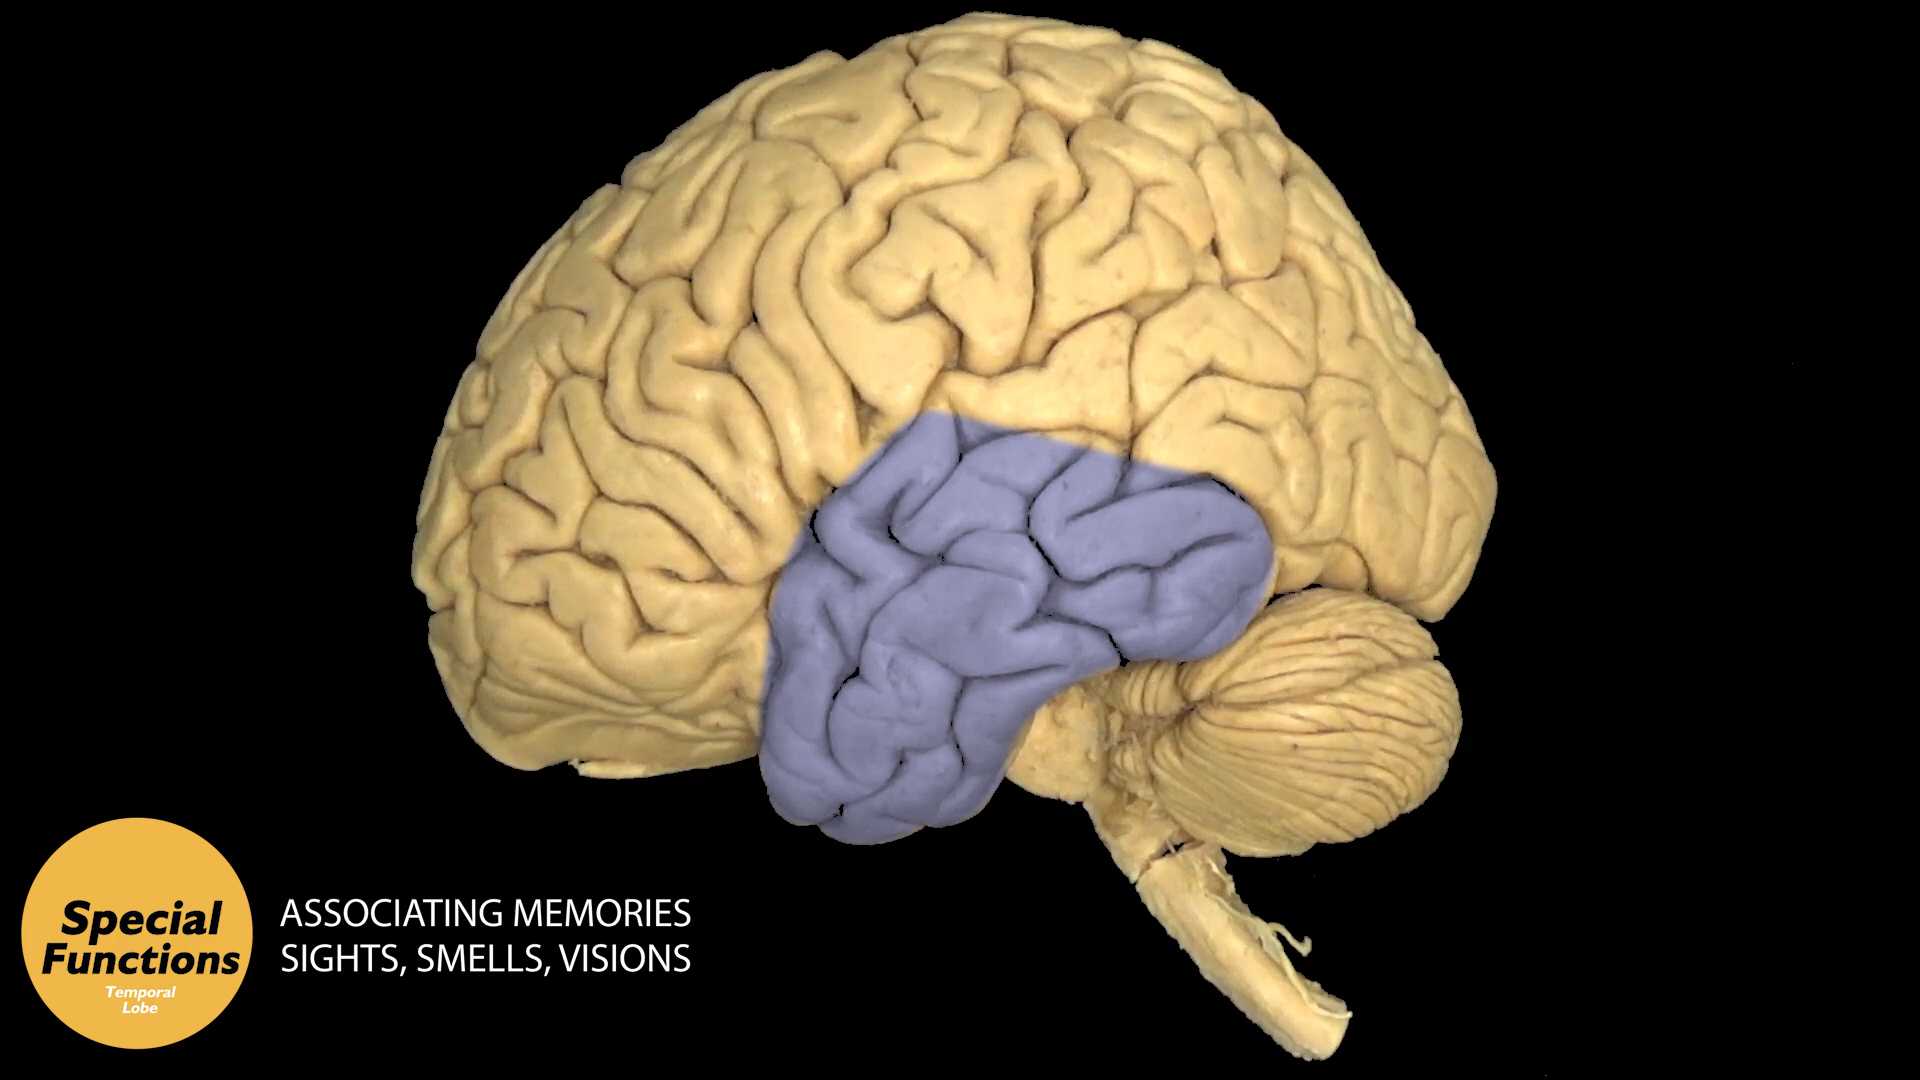 Special
Functions
Temporal
Lobe
ASSOCIATING MEMORIES
SIGHTS, SMELLS, VISIONS